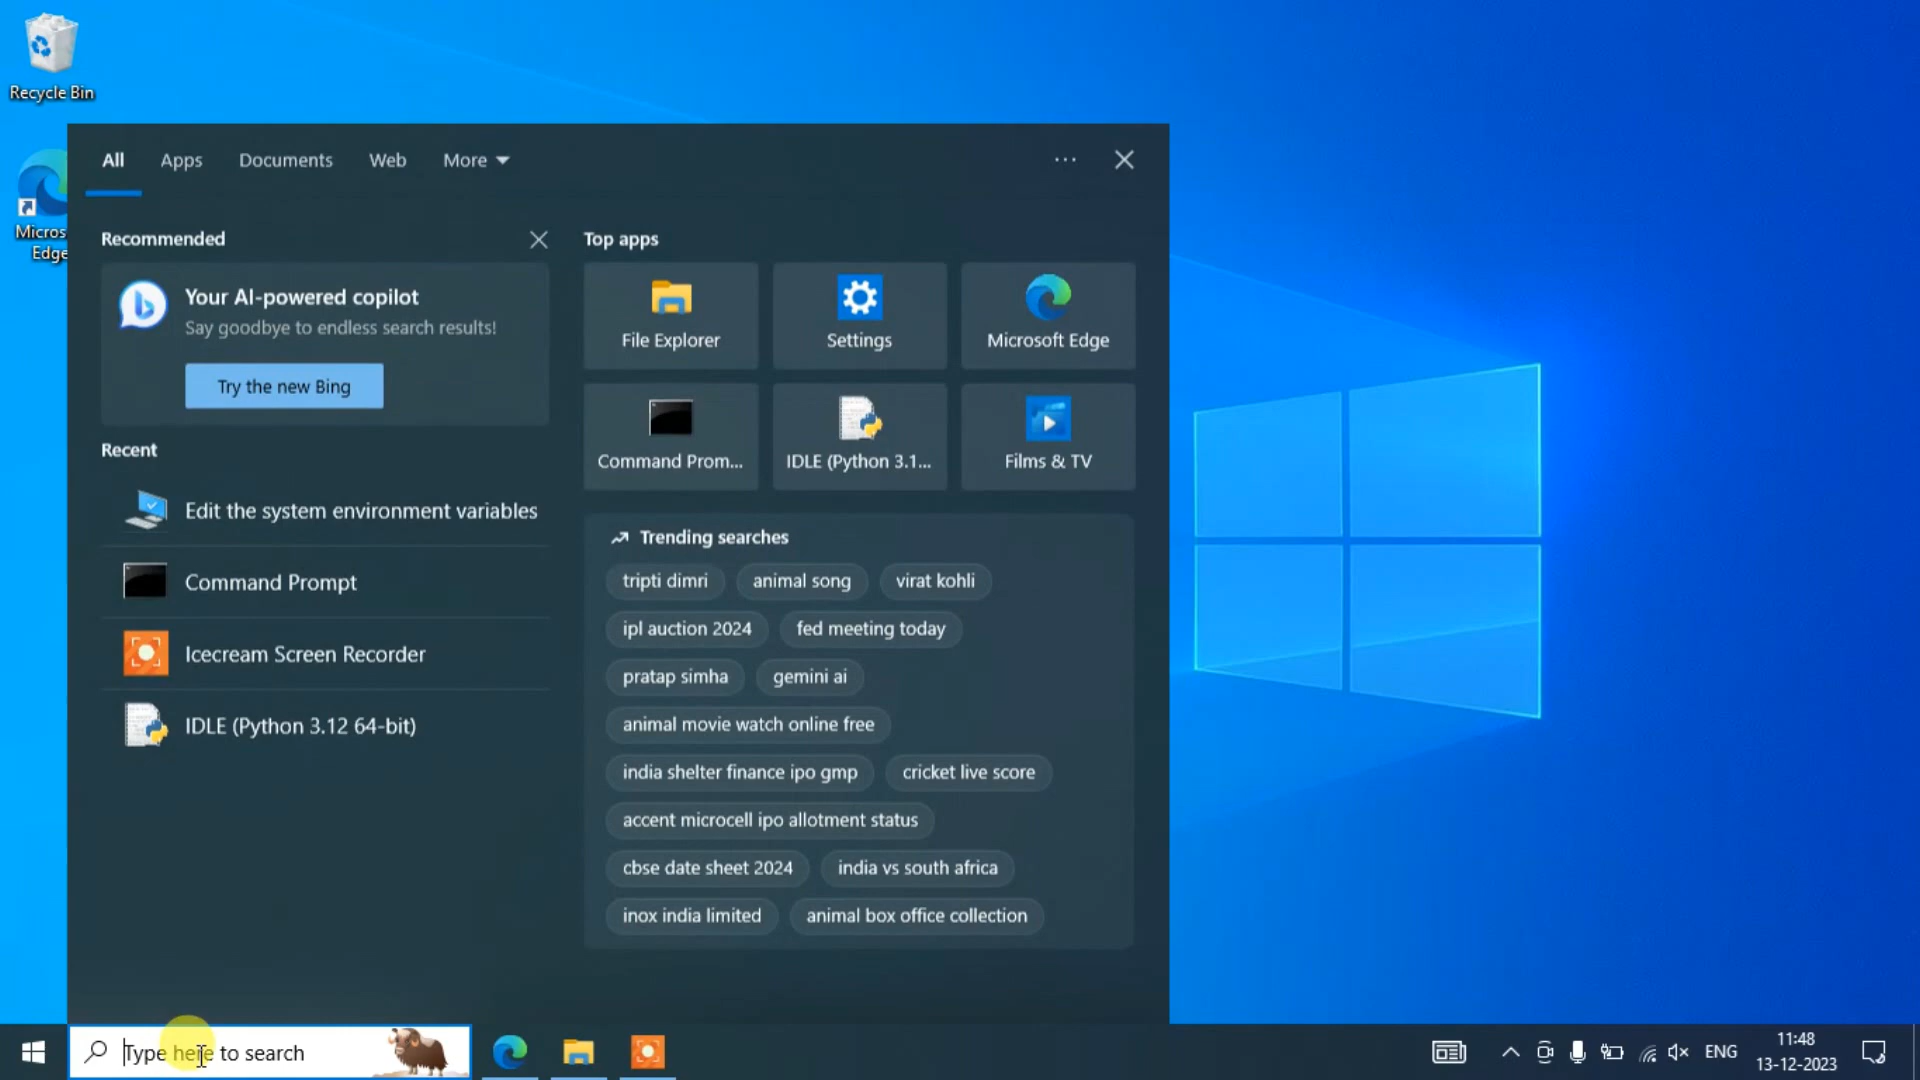 Recycle Bin
Micros
Edge
All
Apps
Documents
Web
More
Recommended
Your AI-powered copilot
Say goodbye to endless search results!
Try the new Bing
Recent
Edit the system environment variables
Command Prompt
Icecream Screen Recorder
IDLE (Python 3.12 64-bit)
Top apps
File Explorer
Settings
Microsoft Edge
Command Prom...
IDLE (Python 3.1...
Films & TV
Trending searches
tripti dimri
animal song
virat kohli
ipl auction 2024
fed meeting today
pratap simha
gemini ai
animal movie watch online free
india shelter finance ipo gmp
cricket live score
accent microcell ipo allotment status
cbse date sheet 2024
india vs south africa
inox india limited
animal box office collection
Type here to search
ENG
11:48
13-12-2023